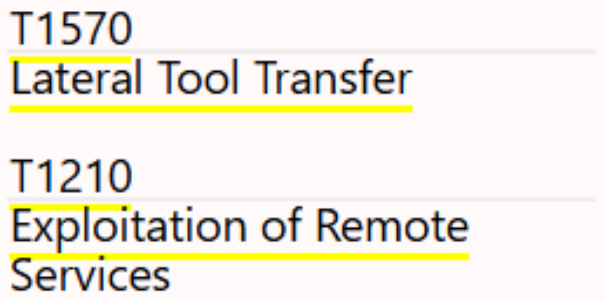 T1570
Lateral Tool Transfer
T1210
Exploitation of Remote
Services